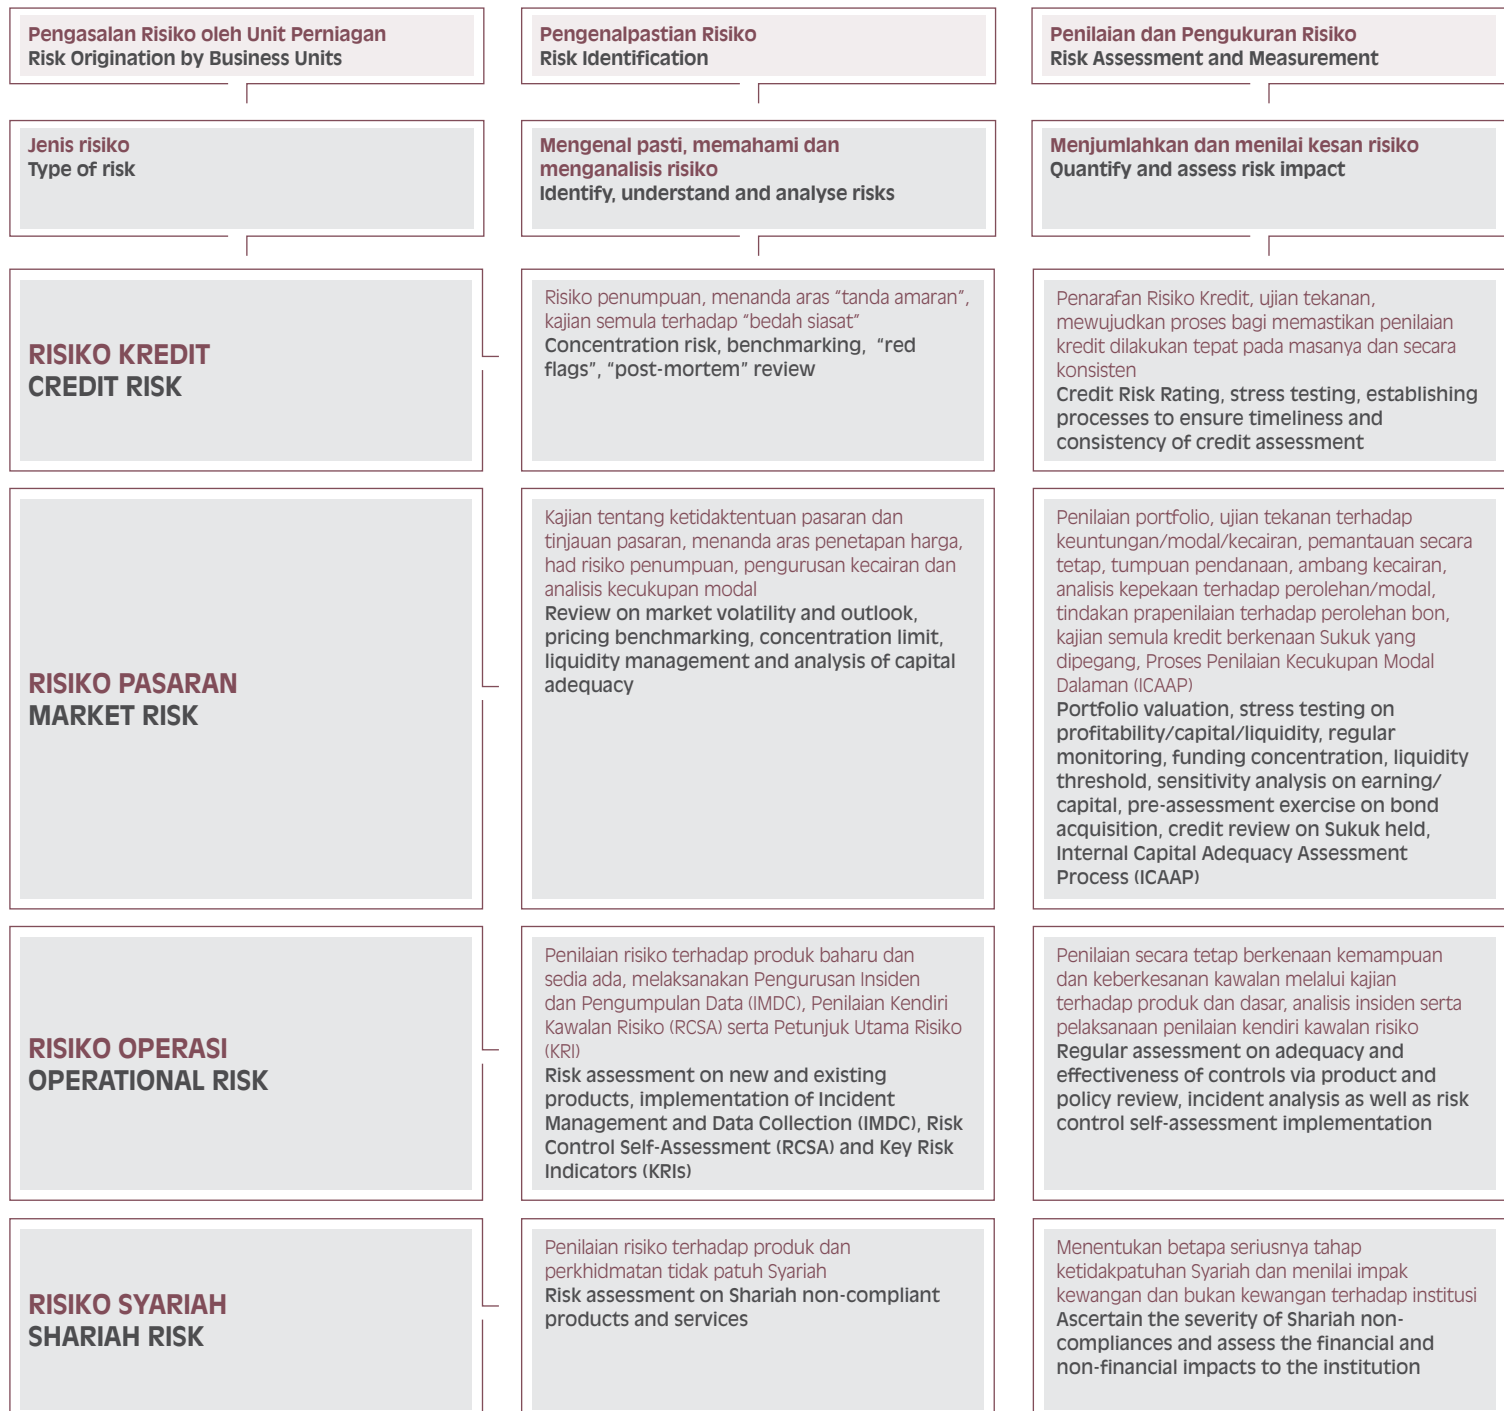 Pengasalan Risiko oleh Unit Perniagan
Risk Origination by Business Units
Pengenalpastian Risiko
Risk Identification
Penilaian dan Pengukuran Risiko
Risk Assessment and Measurement
Jenis risiko
Type of risk
Mengenal pasti, memahami dan
menganalisis risiko
Identify, understand and analyse risks
Menjumlahkan dan menilai kesan risiko
Quantify and assess risk impact
RISIKO KREDIT
CREDIT RISK
Risiko penumpuan, menanda aras “tanda amaran”,
kajian semula terhadap “bedah siasat”
Concentration risk, benchmarking, “red
flags”, “post-mortem” review
Penarafan Risiko Kredit, ujian tekanan,
mewujudkan proses bagi memastikan penilaian
kredit dilakukan tepat pada masanya dan secara
konsisten
Credit Risk Rating, stress testing, establishing
processes to ensure timeliness and
consistency of credit assessment
RISIKO PASARAN
MARKET RISK
Kajian tentang ketidaktentuan pasaran dan
tinjauan pasaran, menanda aras penetapan harga,
had risiko penumpuan, pengurusan kecairan dan
analisis kecukupan modal
Review on market volatility and outlook,
pricing benchmarking, concentration limit,
liquidity management and analysis of capital
adequacy
Penilaian portfolio, ujian tekanan terhadap
keuntungan/modal/kecairan, pemantauan secara
tetap, tumpuan pendanaan, ambang kecairan,
analisis kepekaan terhadap perolehan/modal,
tindakan prapenilaian terhadap perolehan bon,
kajian semula kredit berkenaan Sukuk yang
dipegang, Proses Penilaian Kecukupan Modal
Dalaman (ICAAP)
Portfolio valuation, stress testing on
profitability/capital/liquidity, regular
monitoring, funding concentration, liquidity
threshold, sensitivity analysis on earning/
capital, pre-assessment exercise on bond
acquisition, credit review on Sukuk held,
Internal Capital Adequacy Assessment
Process (ICAAP)
RISIKO OPERASI
OPERATIONAL RISK
Penilaian risiko terhadap produk baharu dan
sedia ada, melaksanakan Pengurusan Insiden
dan Pengumpulan Data (IMDC), Penilaian Kendiri
Kawalan Risiko (RCSA) serta Petunjuk Utama Risiko
(KRI)
Risk assessment on new and existing
products, implementation of Incident
Management and Data Collection (IMDC), Risk
Control Self-Assessment (RCSA) and Key Risk
Indicators (KRIs)
Penilaian secara tetap berkenaan kemampuan
dan keberkesanan kawalan melalui kajian
terhadap produk dan dasar, analisis insiden serta
pelaksanaan penilaian kendiri kawalan risiko
Regular assessment on adequacy and
effectiveness of controls via product and
policy review, incident analysis as well as risk
control self-assessment implementation
RISIKO SYARIAH
SHARIAH RISK
Penilaian risiko terhadap produk dan
perkhidmatan tidak patuh Syariah
Risk assessment on Shariah non-compliant
products and services
Menentukan betapa seriusnya tahap
ketidakpatuhan Syariah dan menilai impak
kewangan dan bukan kewangan terhadap institusi
Ascertain the severity of Shariah non-
compliances and assess the financial and
non-financial impacts to the institution